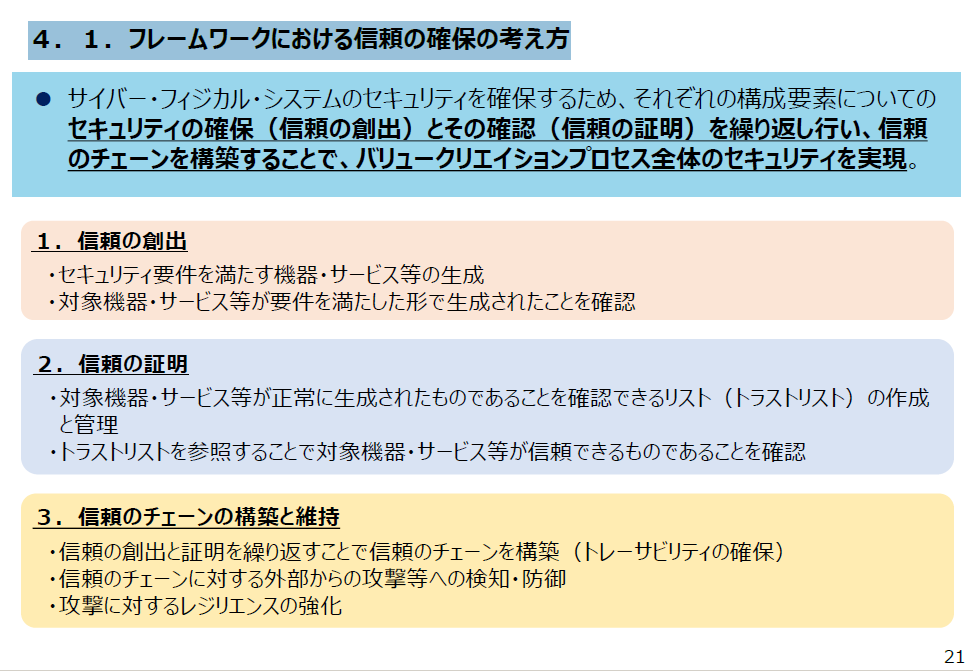 ４．１．フレームワークにおける信頼の確保の考え方
● サイバー・フィジカル・システムのセキュリティを確保するため、それぞれの構成要素についての
セキュリティの確保（信頼の創出）とその確認（信頼の証明）を繰り返し行い、信頼
のチェーンを構築することで、バリュークリエイションプロセス全体のセキュリティを実現。
１．信頼の創出
・セキュリティ要件を満たす機器・サービス等の生成
・対象機器・サービス等が要件を満たした形で生成されたことを確認
２．信頼の証明
・対象機器・サービス等が正常に生成されたものであることを確認できるリスト（トラストリスト）の作成
と管理
・トラストリストを参照することで対象機器・サービス等が信頼できるものであることを確認
３．信頼のチェーンの構築と維持
・信頼の創出と証明を繰り返すことで信頼のチェーンを構築（トレーサビリティの確保）
・信頼のチェーンに対する外部からの攻撃等への検知・防御
・攻撃に対するレジリエンスの強化
21